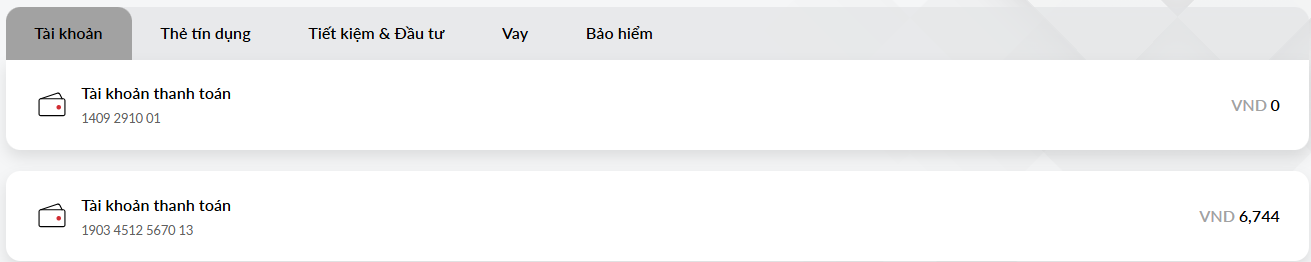 Tài khoản Thẻ tín dụng Tiết kiệm & Đầu tư Vay Bảo hiểm
Tài khoản thanh toán
1409 2910 01
VND 0
Tài khoản thanh toán
1903 4512 5670 13
VND 6,744